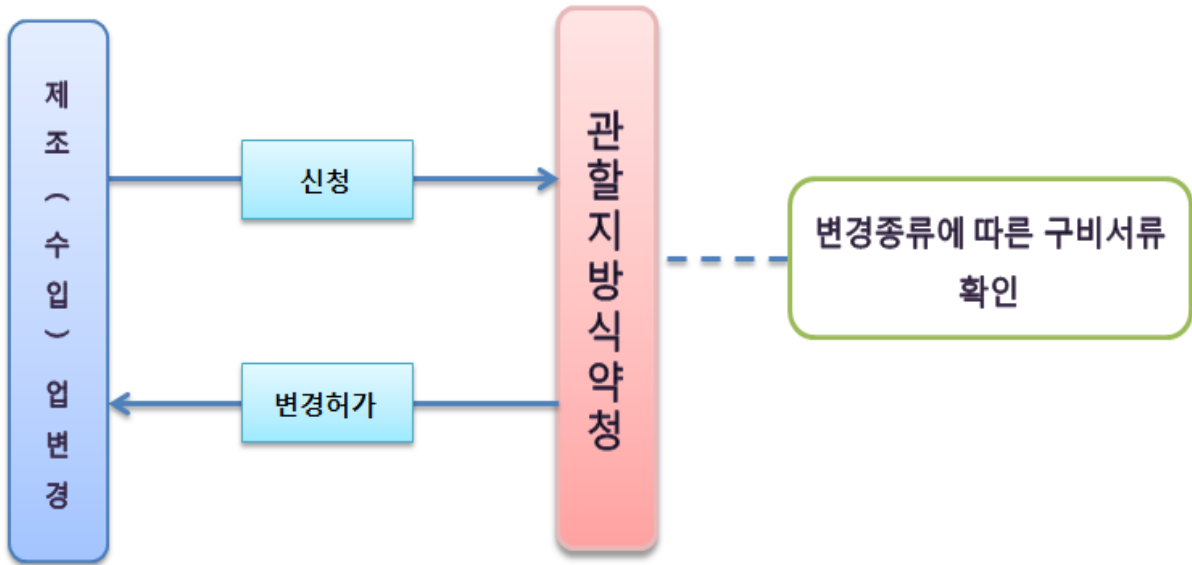 제조(수입)업변경
신청
변경허가
관할지방식약청
변경종류에 따른 구비서류
확인